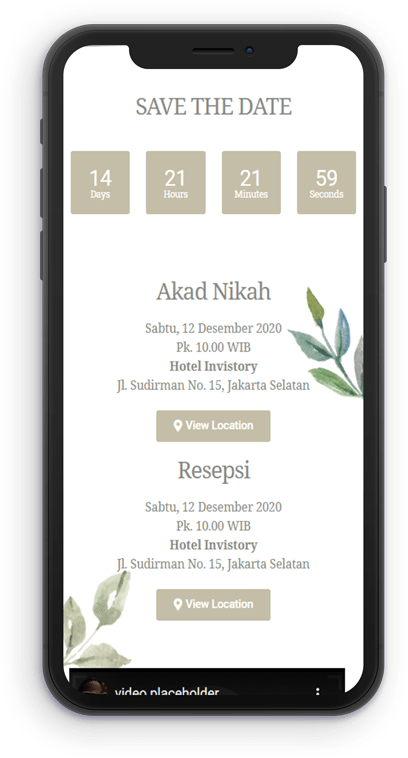 SAVE THE DATE
14 21 21 59
Days Hours Minutes Seconds
Akad Nikah
Sabtu, 12 Desember 2020
Pk. 10.00 WIB
Hotel Invistory
Jl. Sudirman No. 15, Jakarta Selatan
View Location
Resepsi
Sabtu, 12 Desember 2020
Pk. 10.00 WIB
Hotel Invistory
Jl. Sudirman No. 15, Jakarta Selatan
View Location
video placeholder